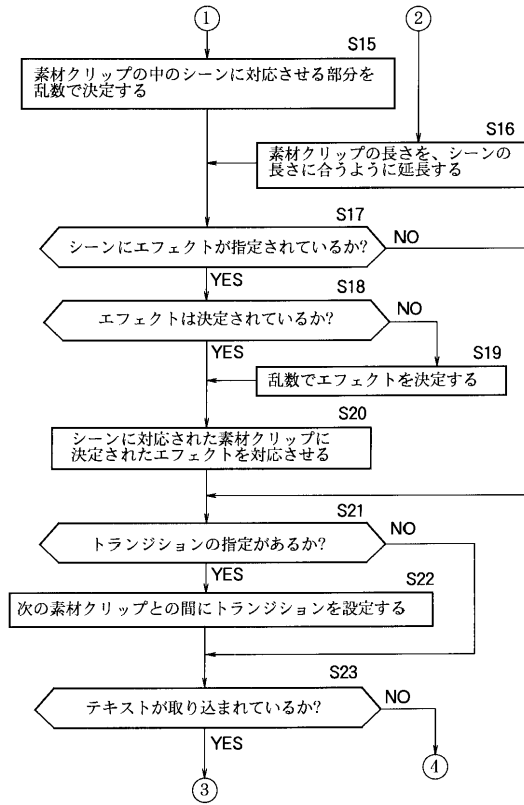 ①
②
S15
素材クリップの中のシーンに対応させる部分を
乱数で決定する
S16
素材クリップの長さを、シーンの
長さに合うように延長する
S17
シーンにエフェクトが指定されているか?
NO
YES
S18
エフェクトは決定されているか?
NO
YES
S19
乱数でエフェクトを決定する
S20
シーンに対応された素材クリップに
決定されたエフェクトを対応させる
S21
トランジションの指定があるか?
NO
YES
S22
次の素材クリップとの間にトランジションを設定する
S23
テキストが取り込まれているか?
NO
YES
④
③